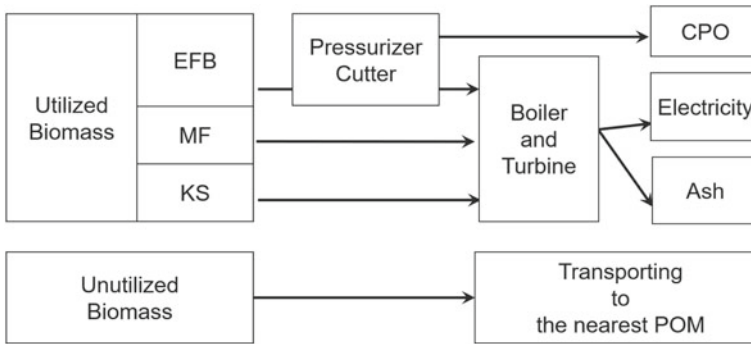 Utilized
Biomass
EFB
MF
KS
Pressurizer
Cutter
Boiler
and
Turbine
CPO
Electricity
Ash
Unutilized
Biomass
Transporting
to
the nearest POM